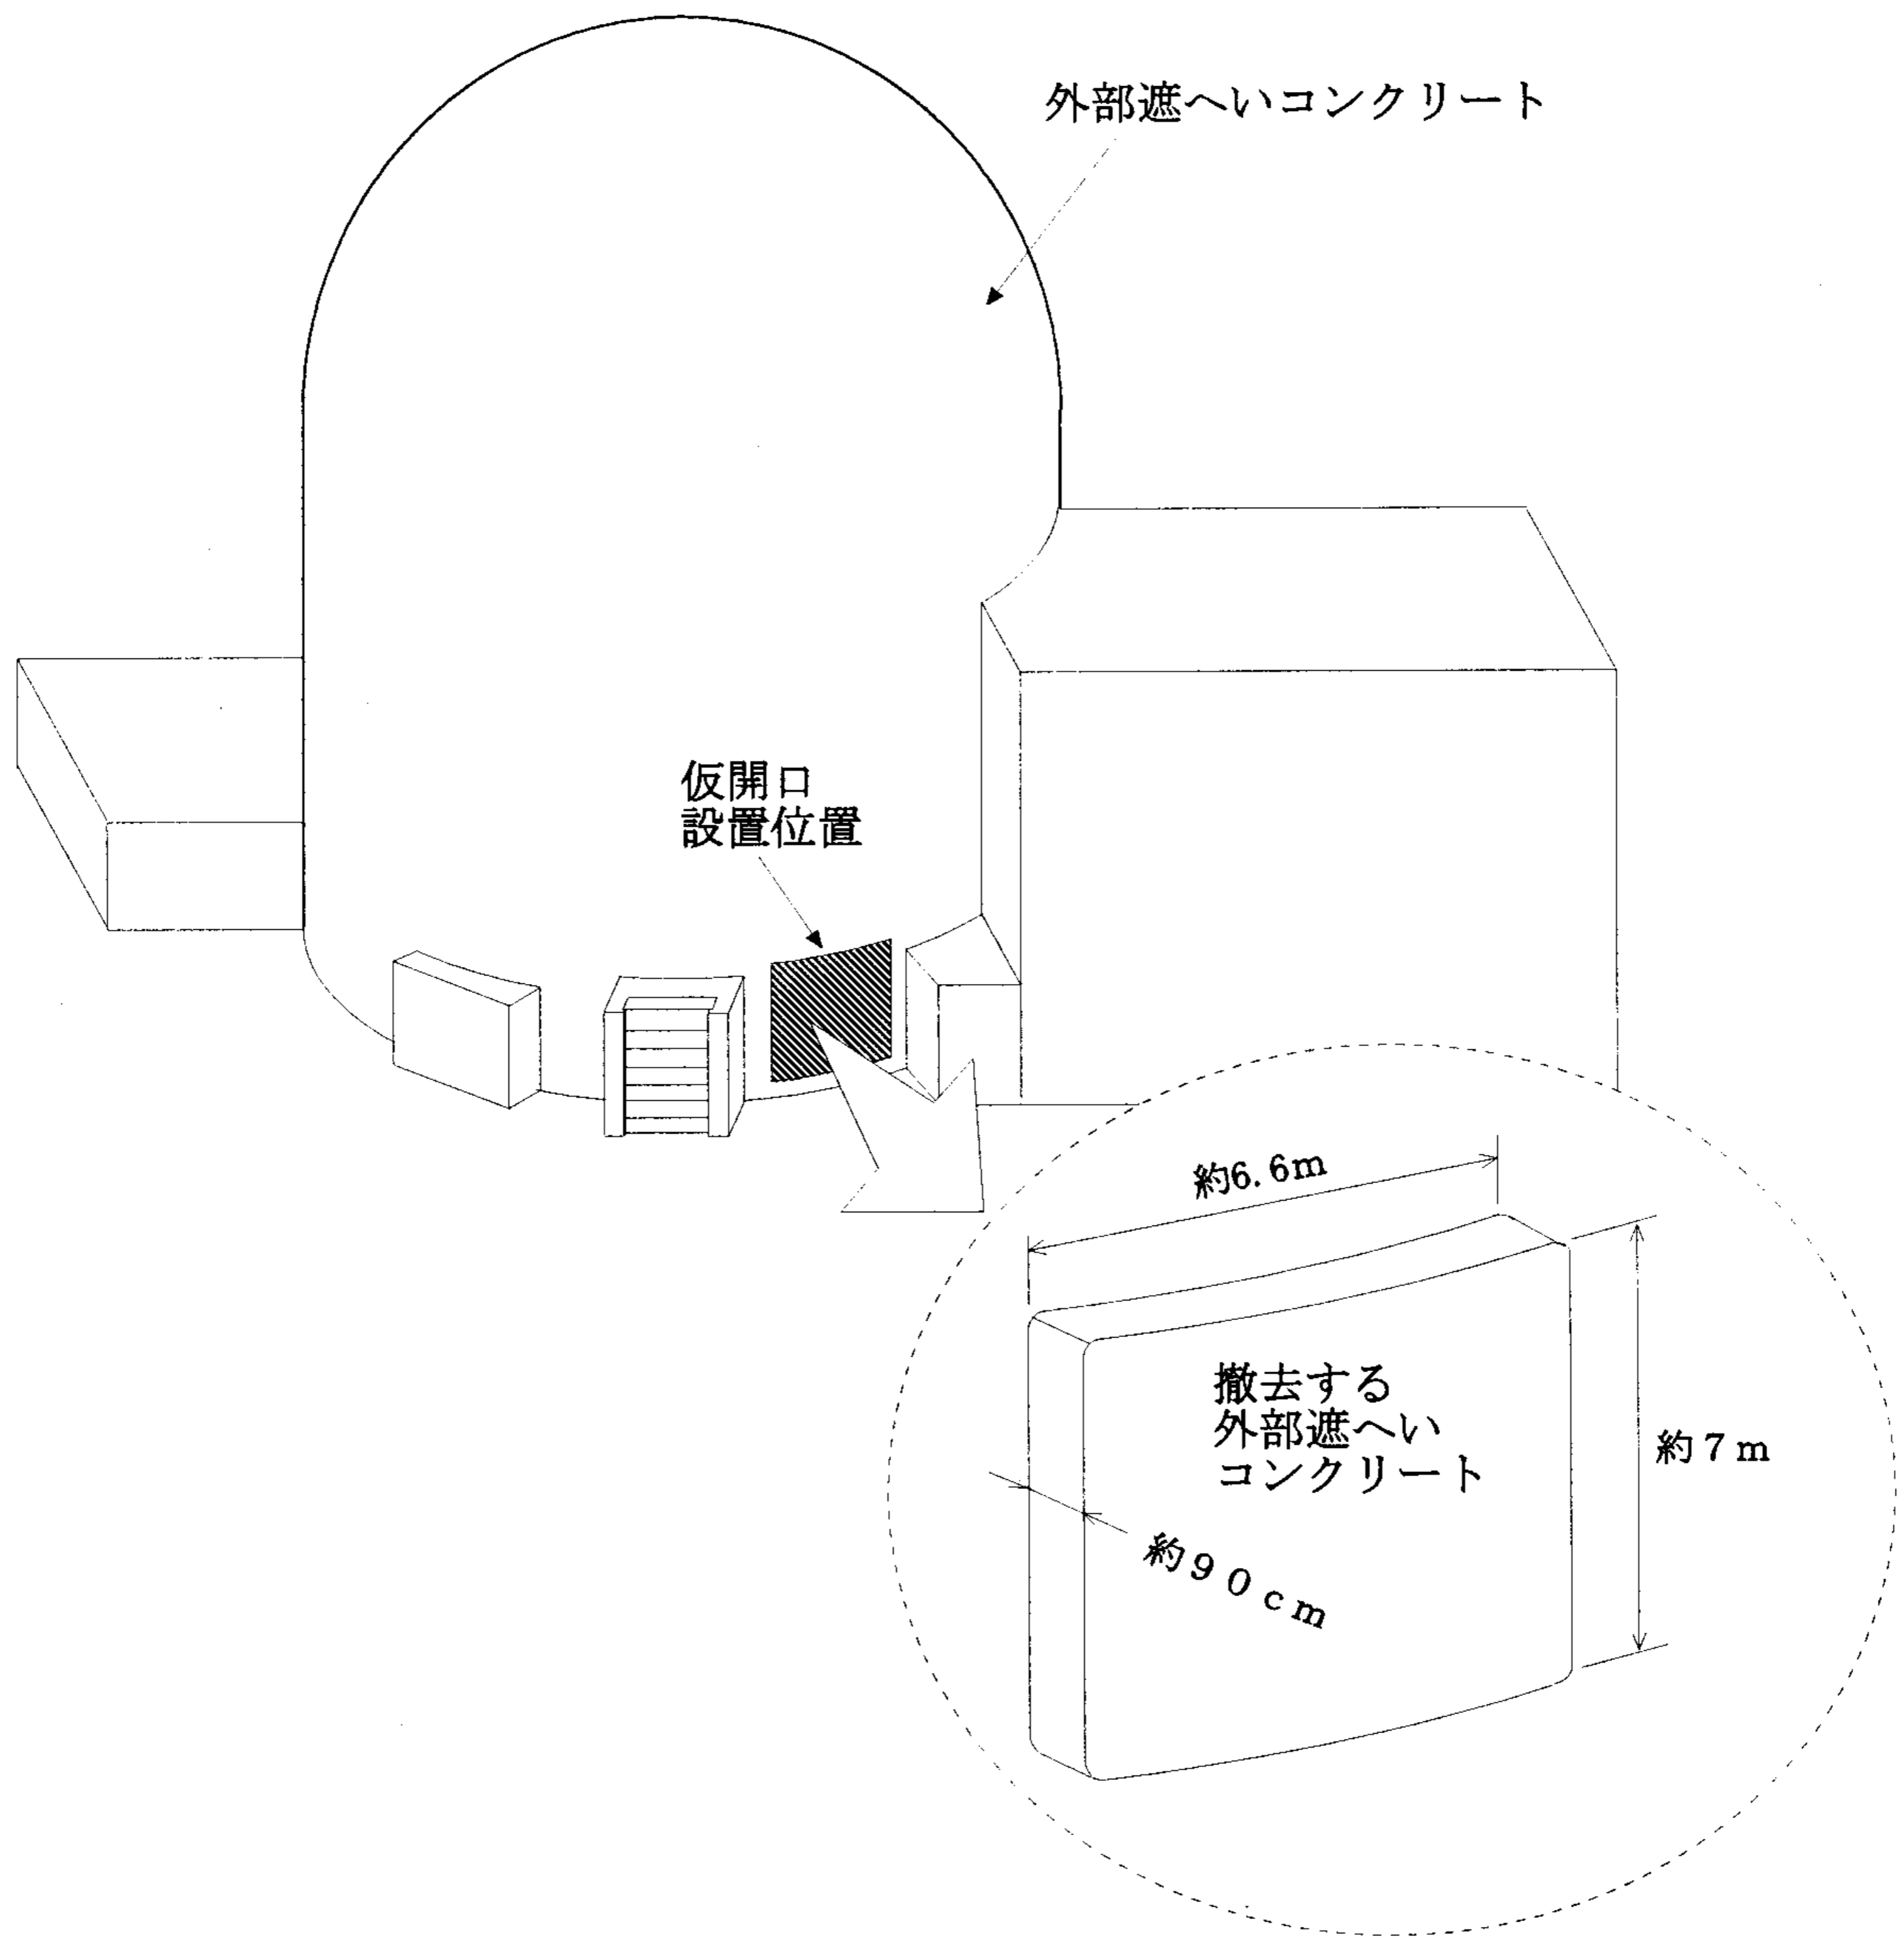 外部遮へいコンクリート
仮開口
設置位置
約6.6m
撤去する
外部遮へい
コンクリート
約7m
約90cm